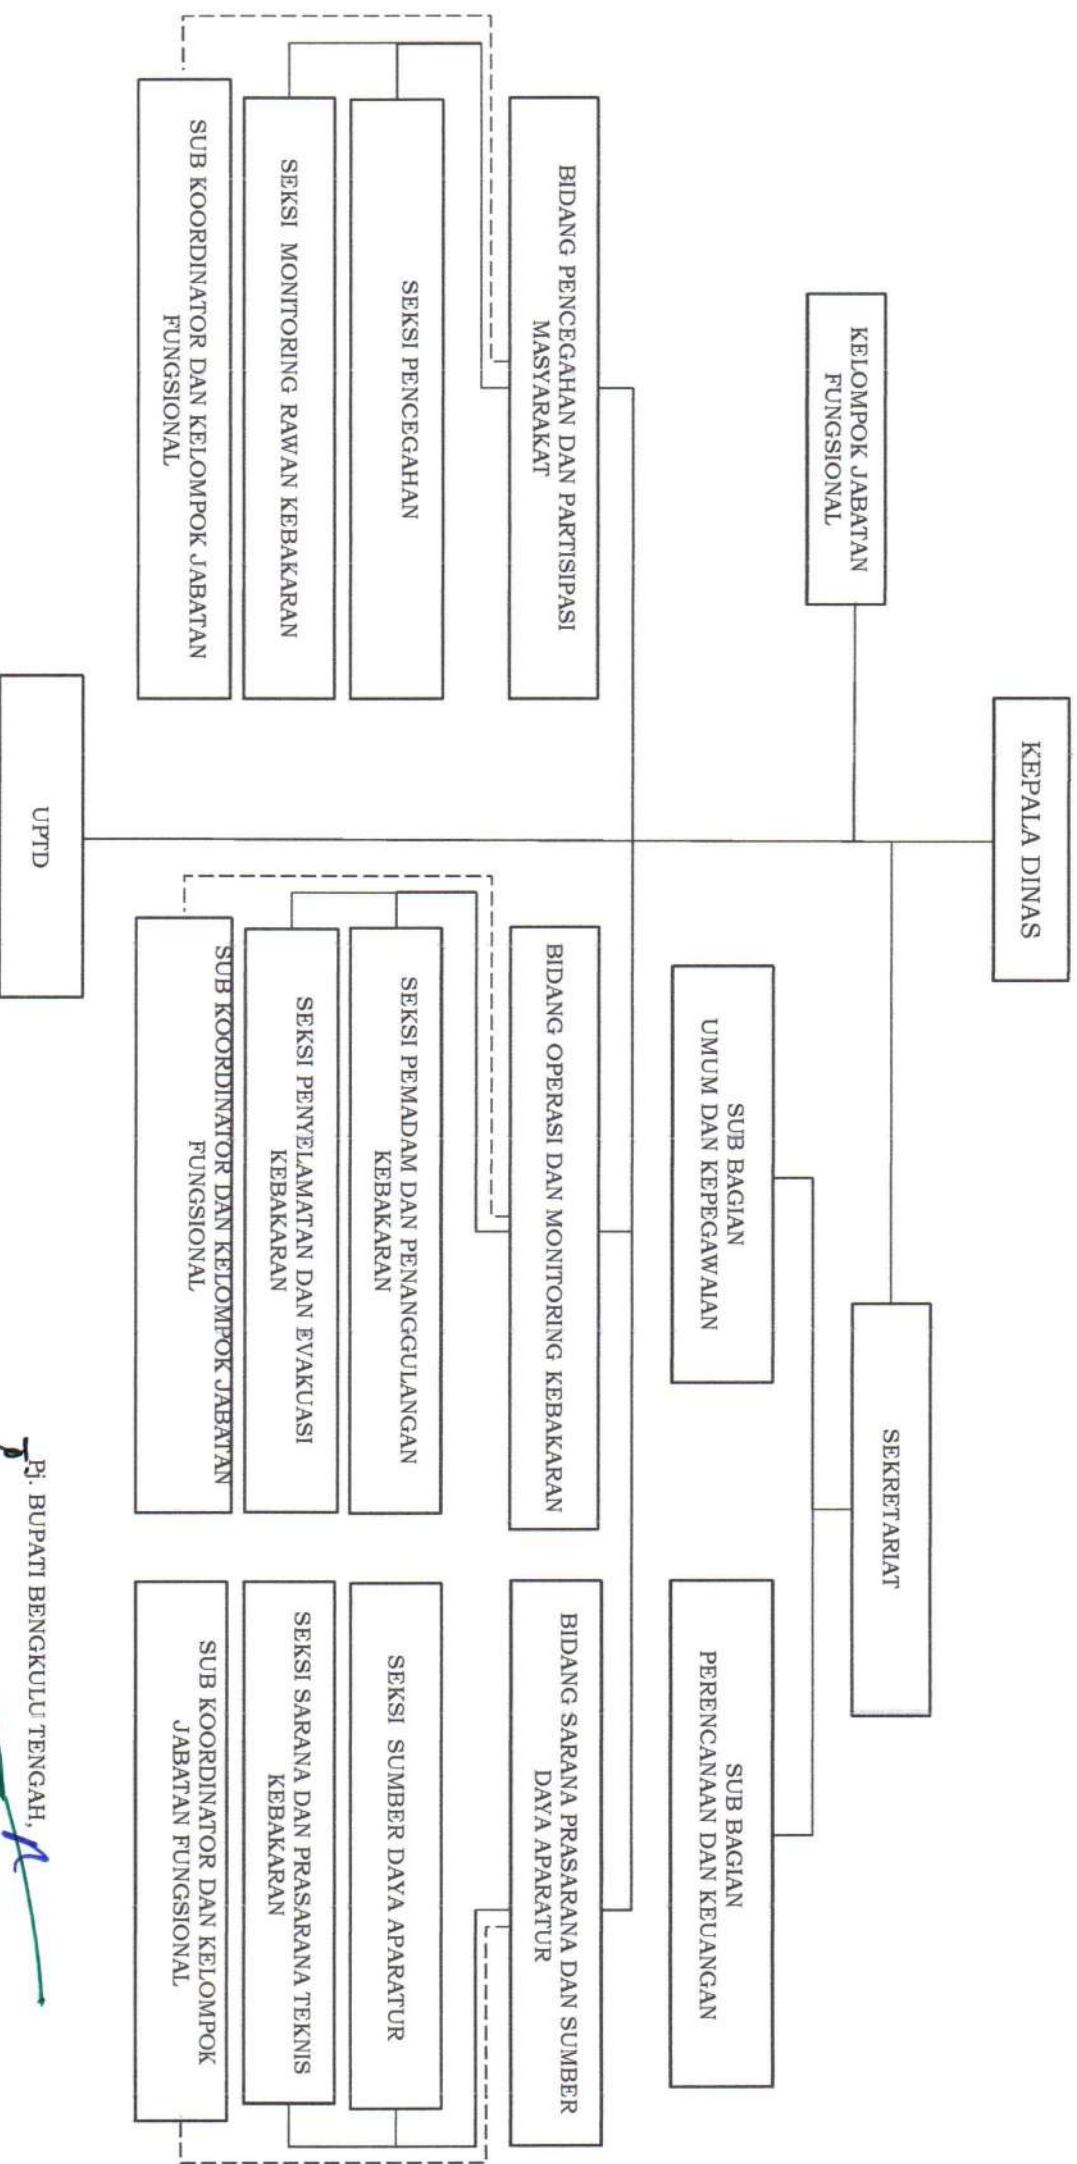 KEPALA DINAS
KELOMPOK JABATAN
FUNGSIONAL
SEKRETARIAT
SUB BAGIAN
UMUM DAN KEPEGAWAIAN
SUB BAGIAN
PERENCANAAN DAN KEUANGAN
BIDANG PENCEGAHAN DAN PARTISIPASI
MASYARAKAT
BIDANG OPERASI DAN MONITORING KEBAKARAN
BIDANG SARANA PRASARANA DAN SUMBER
DAYA APARATUR
SEKSI PENCEGAHAN
SEKSI MONITORING RAWAN KEBAKARAN
SUB KOORDINATOR DAN KELOMPOK JABATAN
FUNGSIONAL
SEKSI PEMADAM DAN PENANGGULANGAN
KEBAKARAN
SEKSI PENYELAMATAN DAN EVAKUASI
KEBAKARAN
SUB KOORDINATOR DAN KELOMPOK JABATAN
FUNGSIONAL
SEKSI SUMBER DAYA APARATUR
SEKSI SARANA DAN PRASARANA TEKNIS
KEBAKARAN
SUB KOORDINATOR DAN KELOMPOK
JABATAN FUNGSIONAL
UPTD
Pj. BUPATI BENGKULU TENGAH,